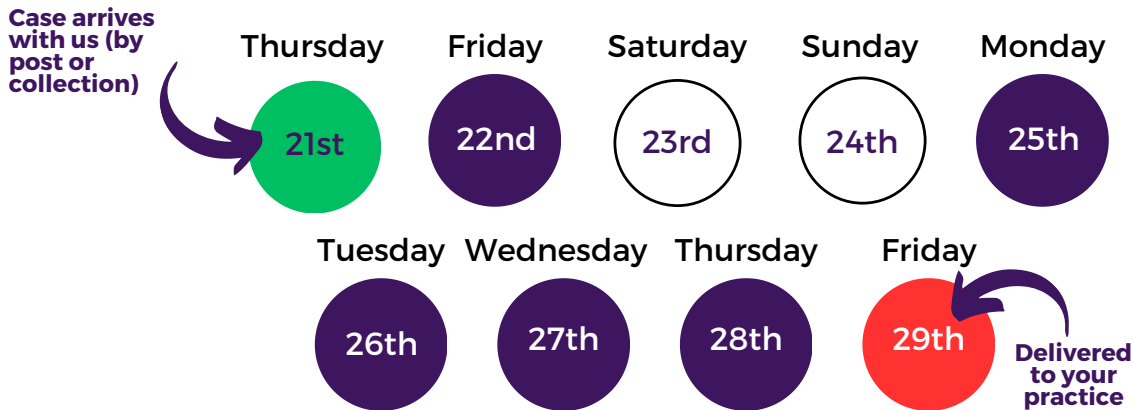 Case arrives
with us (by
post or
collection)
Thursday Friday Saturday Sunday Monday
21st 22nd 23rd 24th 25th
Tuesday Wednesday Thursday Friday
26th 27th 28th 29th
Delivered
to your
practice